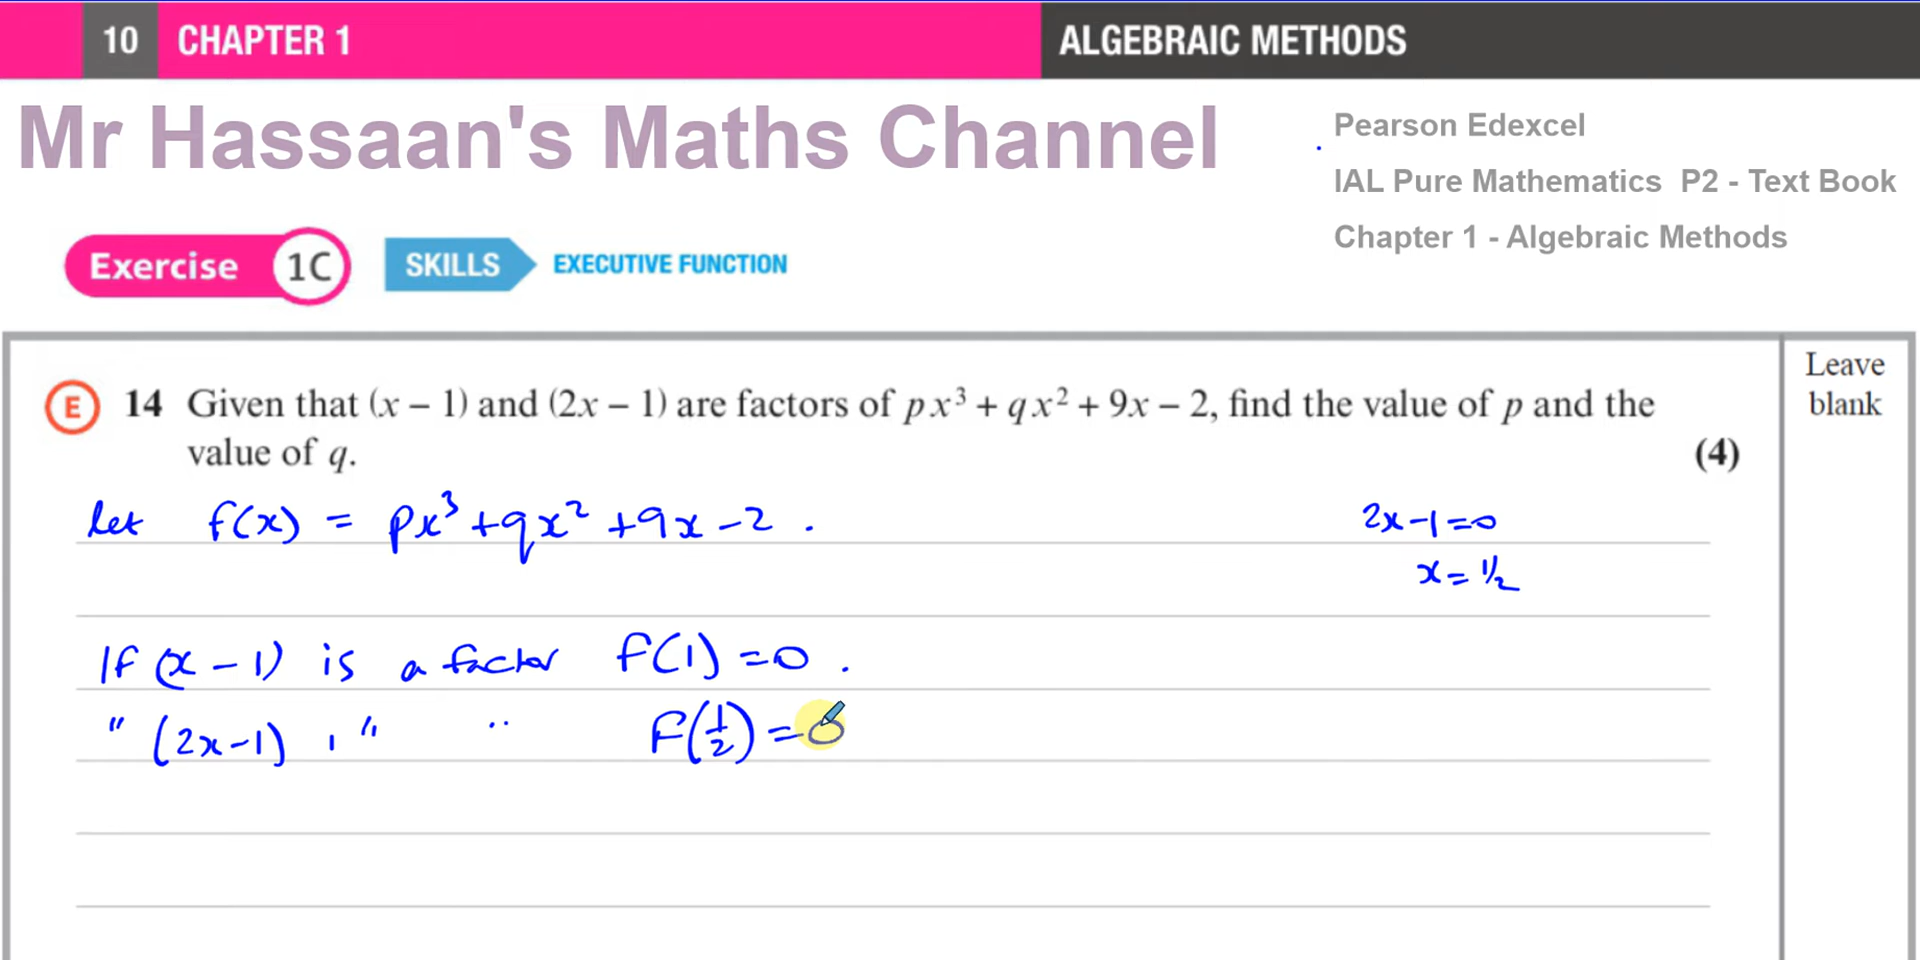 10 CHAPTER 1 ALGEBRAIC METHODS
Mr Hassaan's Maths Channel
Pearson Edexcel
IAL Pure Mathematics P2 - Text Book
Chapter 1 - Algebraic Methods
Exercise 1C SKILLS EXECUTIVE FUNCTION
Leave
blank
E 14 Given that (x – 1) and (2x – 1) are factors of px³ + qx² + 9x – 2, find the value of p and the
value of q. (4)
let f(x) = px³ + qx² + 9x - 2 .
2x - 1 = 0
x = 1/2
If (x - 1) is a factor f(1) = 0 .
" (2x - 1) , " " f(1/2) = 0